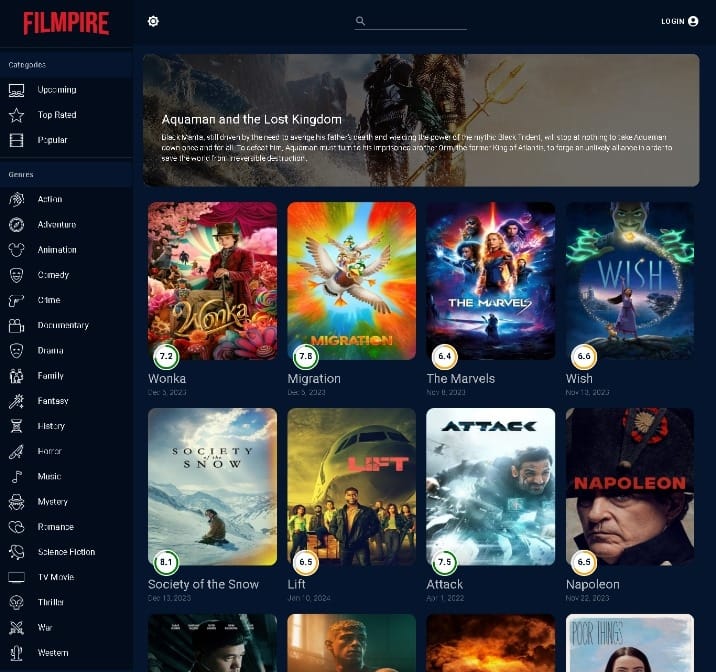 FILMPIRE
LOGIN
Categories
Upcoming
Top Rated
Popular
Genres
Action
Adventure
Animation
Comedy
Crime
Documentary
Drama
Family
Fantasy
History
Horror
Music
Mystery
Romance
Science Fiction
TV Movie
Thriller
War
Western
Aquaman and the Lost Kingdom
Black Manta, still driven by the need to avenge his father's death and wielding the power of the mythic Black Trident, will stop at nothing to take Aquaman
down once and for all. To defeat him, Aquaman must turn to his imprisoned brother Orm, the former King of Atlantis, to forge an unlikely alliance in order to
save the world from irreversible destruction.
Wonka
MIGRATION
THE MARVELS
WISH
7.2
7.8
6.4
6.6
Wonka
Migration
The Marvels
Wish
Dec 6, 2023
Dec 6, 2023
Nov 8, 2023
Nov 13, 2023
SOCIETY
of the
SNOW
LIFT
ATTACK
NAPOLEON
8.1
6.5
7.5
6.5
Society of the Snow
Lift
Attack
Napoleon
Dec 13, 2023
Jan 10, 2024
Apr 1, 2022
Nov 22, 2023
POOR THINGS